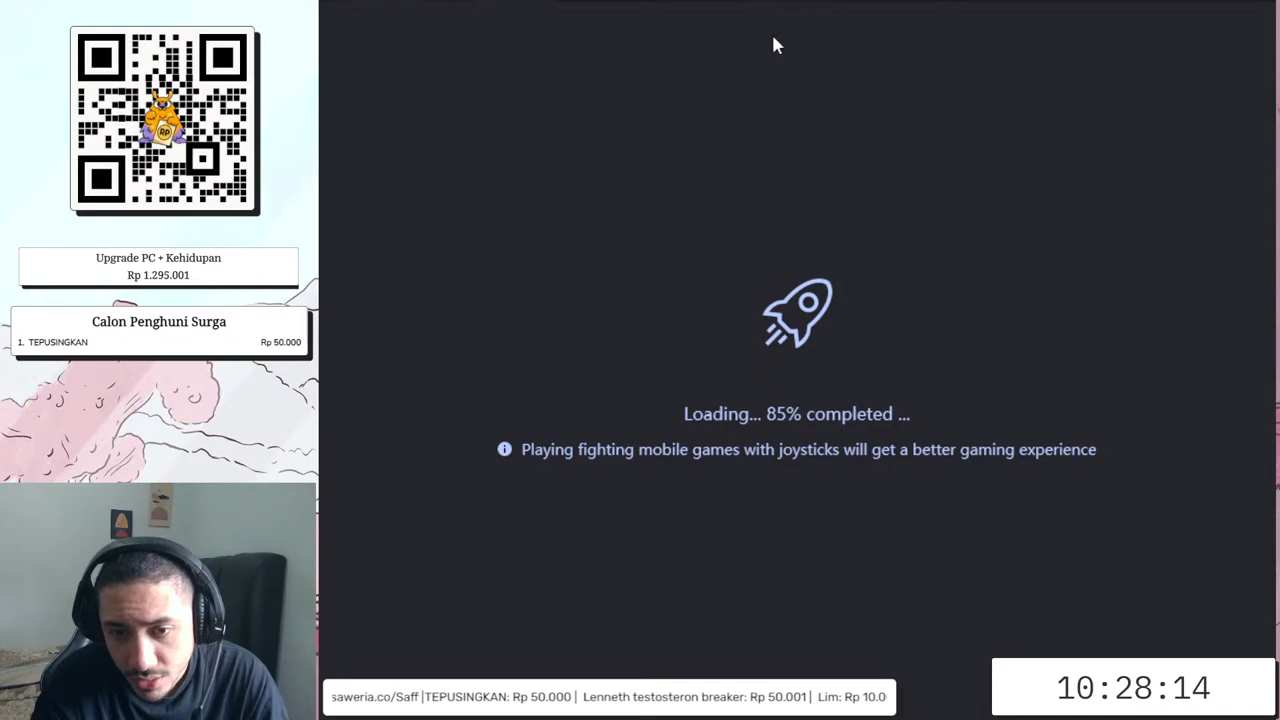 RP
Upgrade PC + Kehidupan
Rp 1.295.001
Calon Penghuni Surga
1. TEPUSINGKAN Rp 50.000
Loading... 85% completed ...
Playing fighting mobile games with joysticks will get a better gaming experience
saweria.co/Saff |TEPUSINGKAN: Rp 50.000 | Lenneth testosteron breaker: Rp 50.001 | Lim: Rp 10.0
10:28:14